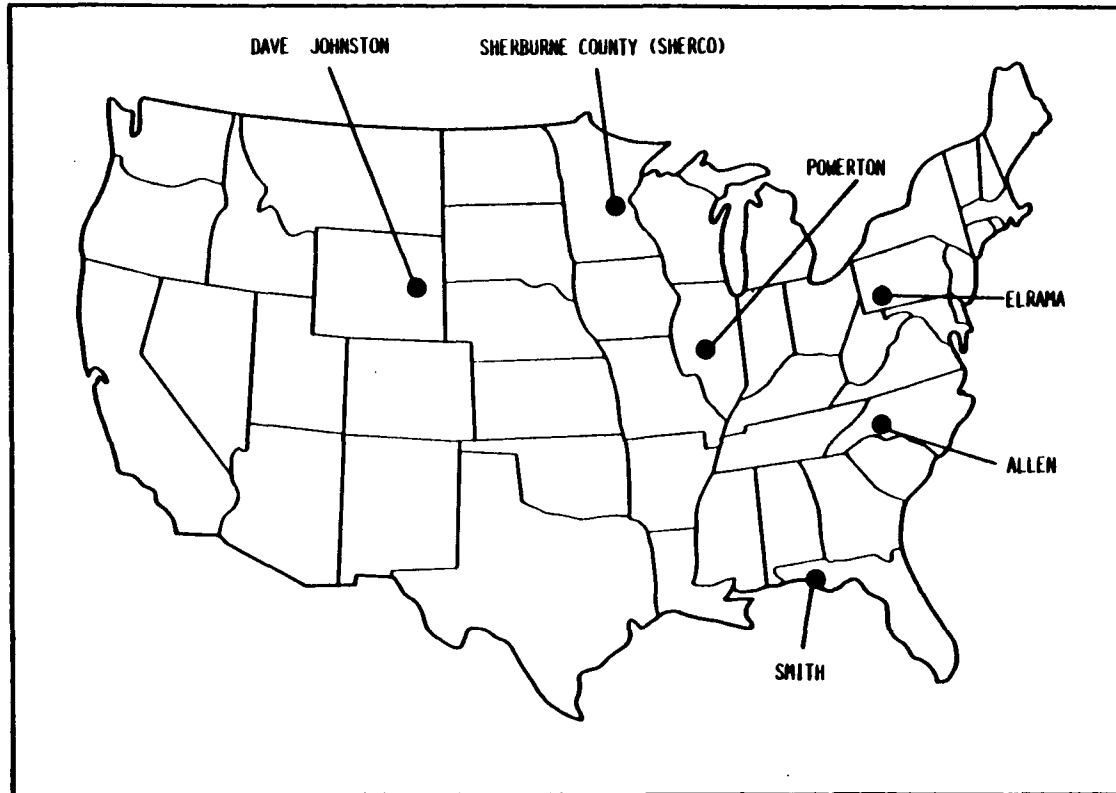 DAVE JOHNSTON
SHERBURNE COUNTY (SHERCO)
POWERTON
ELRAMA
ALLEN
SMITH